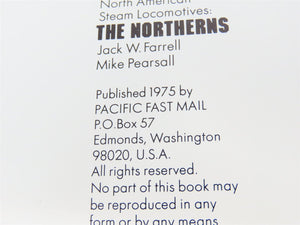 North American
Steam Locomotives:
THE NORTHERNS
Jack W. Farrell
Mike Pearsall
Published 1975 by
PACIFIC FAST MAIL
P.O.Box 57
Edmonds, Washington
98020, U.S.A.
All rights reserved.
No part of this book may
be reproduced in any
form or by any means